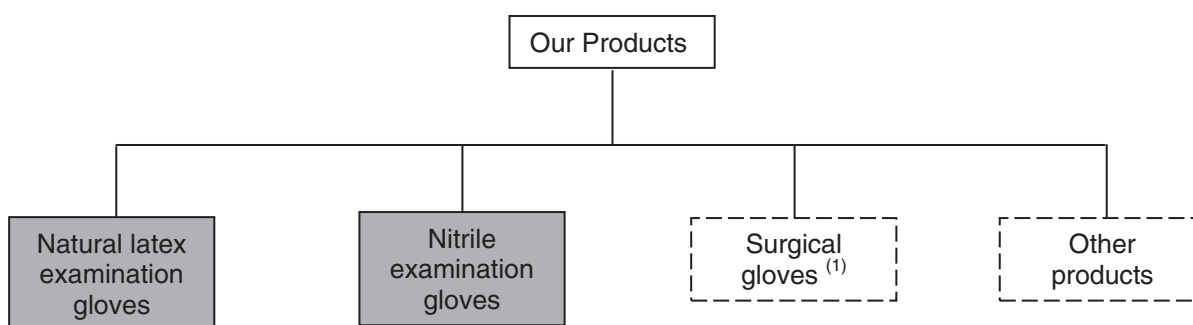 Our Products
Natural latex
examination
gloves
Nitrile
examination
gloves
Surgical
gloves (1)
Other
products